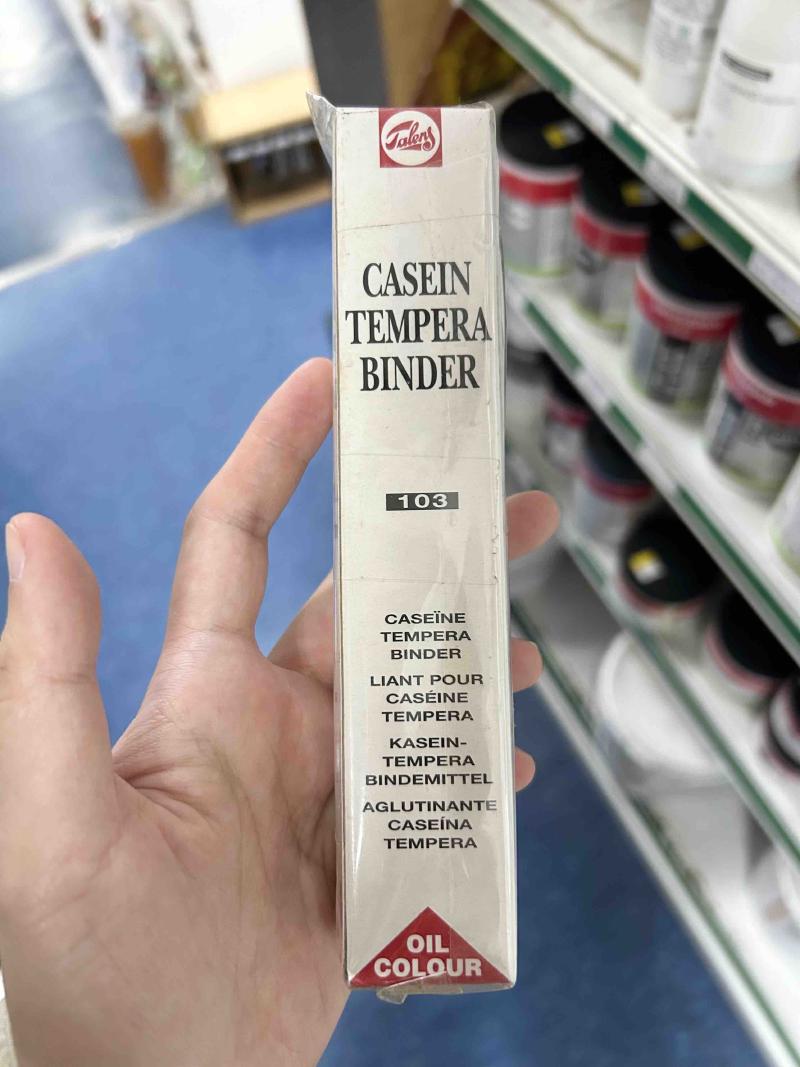 Talens
CASEIN
TEMPERA
BINDER
103
CASEÏNE
TEMPERA
BINDER
LIANT POUR
CASÉINE
TEMPERA
KASEIN-
TEMPERA
BINDEMITTEL
AGLUTINANTE
CASEÍNA
TEMPERA
OIL
COLOUR